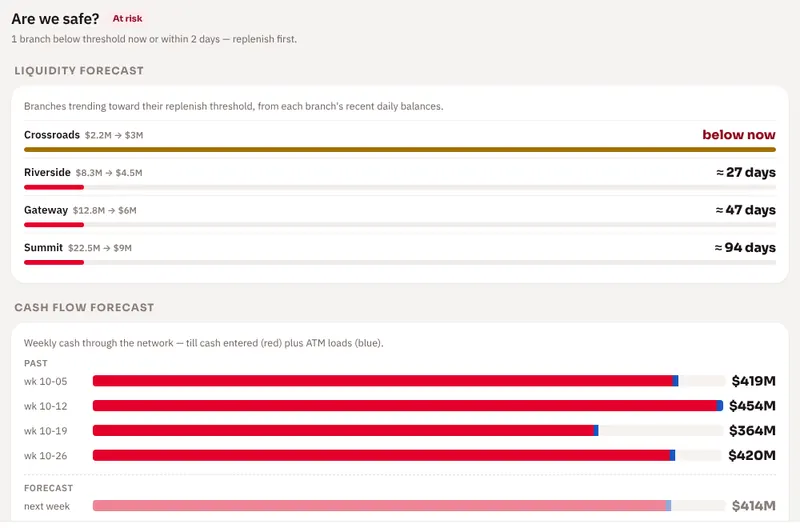 Are we safe? At risk
1 branch below threshold now or within 2 days — replenish first.
LIQUIDITY FORECAST
Branches trending toward their replenish threshold, from each branch's recent daily balances.
Crossroads $2.2M → $3M below now
Riverside $8.3M → $4.5M ≈ 27 days
Gateway $12.8M → $6M ≈ 47 days
Summit $22.5M → $9M ≈ 94 days
CASH FLOW FORECAST
Weekly cash through the network — till cash entered (red) plus ATM loads (blue).
PAST
wk 10-05 $419M
wk 10-12 $454M
wk 10-19 $364M
wk 10-26 $420M
FORECAST
next week $414M